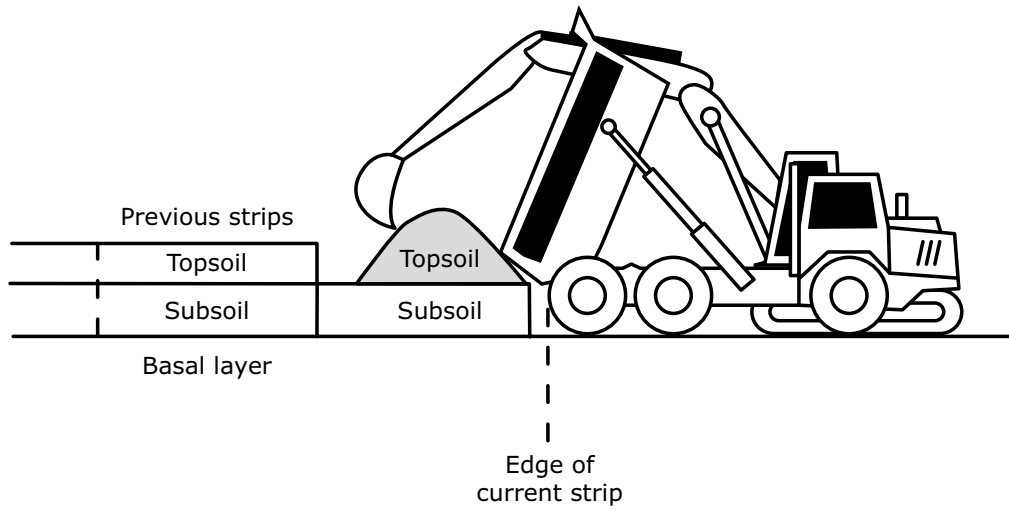 Previous strips
Topsoil
Topsoil
Subsoil
Subsoil
Basal layer
Edge of
current strip